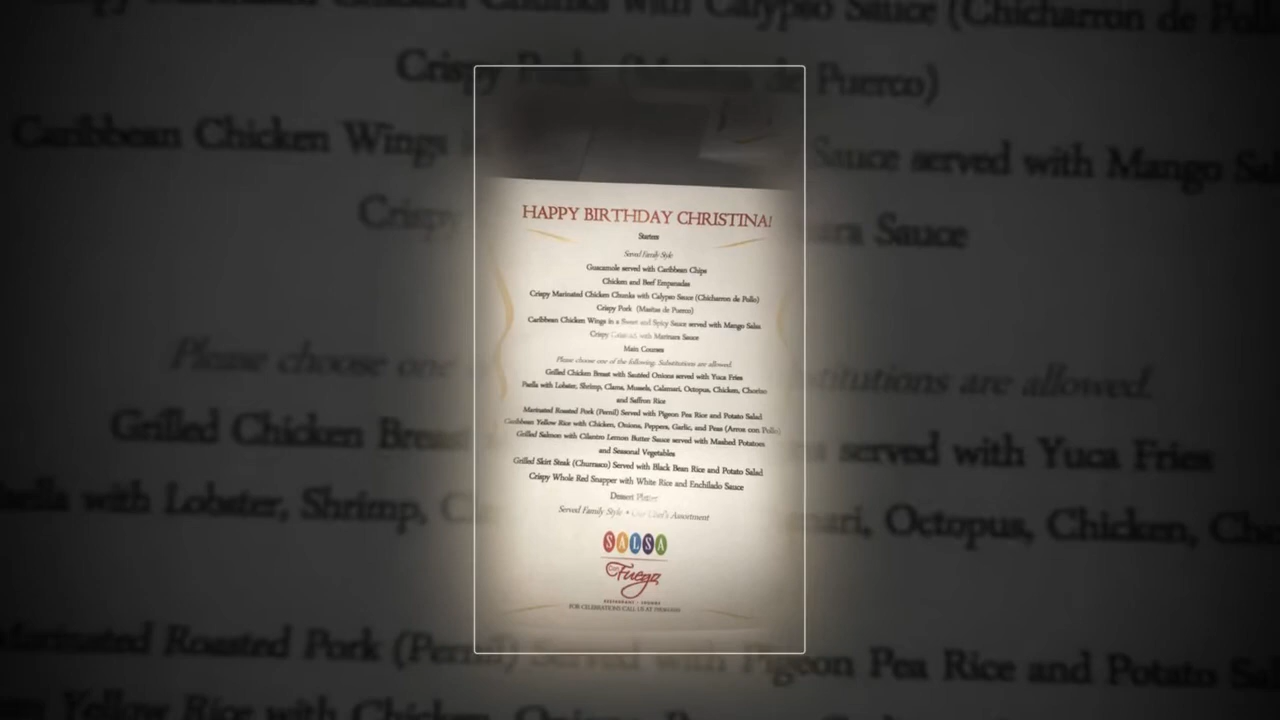 HAPPY BIRTHDAY CHRISTINA!
Starters
Served Family Style
Guacamole served with Caribbean Chips
Chicken and Beef Empanadas
Crispy Marinated Chicken Chunks with Calypso Sauce (Chicharron de Pollo)
Crispy Pork (Masitas de Puerco)
Caribbean Chicken Wings in a Sweet and Spicy Sauce served with Mango Salsa
Crispy Calamari with Marinara Sauce
Main Courses
Please choose one of the following. Substitutions are allowed.
Grilled Chicken Breast with Sautéed Onions served with Yuca Fries
Paella with Lobster, Shrimp, Clams, Mussels, Calamari, Octopus, Chicken, Chorizo
and Saffron Rice
Marinated Roasted Pork (Pernil) Served with Pigeon Pea Rice and Potato Salad
Caribbean Yellow Rice with Chicken, Onions, Peppers, Garlic, and Peas (Arroz con Pollo)
Grilled Salmon with Cilantro Lemon Butter Sauce served with Mashed Potatoes
and Seasonal Vegetables
Grilled Skirt Steak (Churrasco) Served with Black Bean Rice and Potato Salad
Crispy Whole Red Snapper with White Rice and Enchilado Sauce
Dessert Platter
Served Family Style • Our Chef's Assortment
SALSA
Con Fuego
RESTAURANT • LOUNGE
FOR CELEBRATIONS CALL US AT